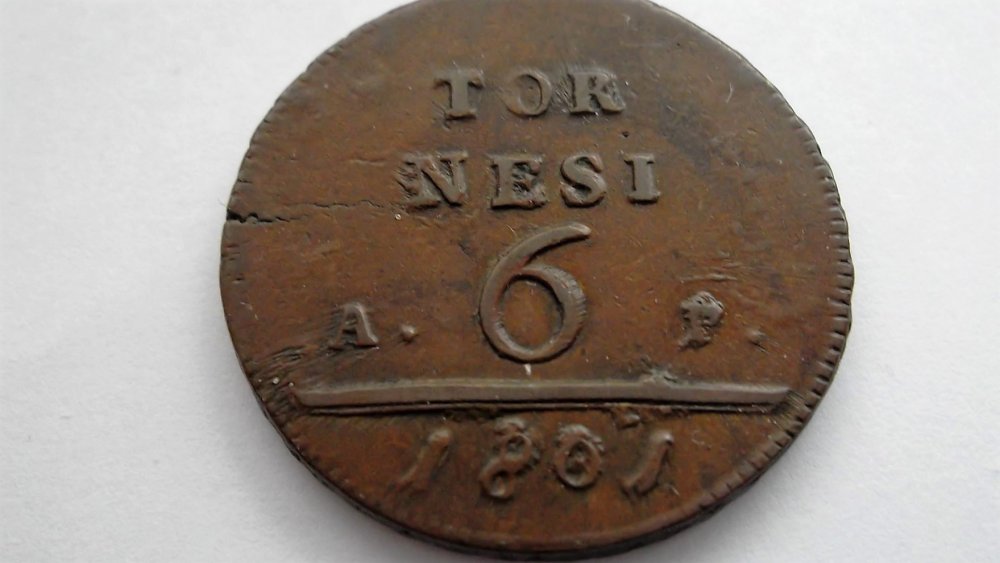 TOR
NESI
6
A. P.
1801